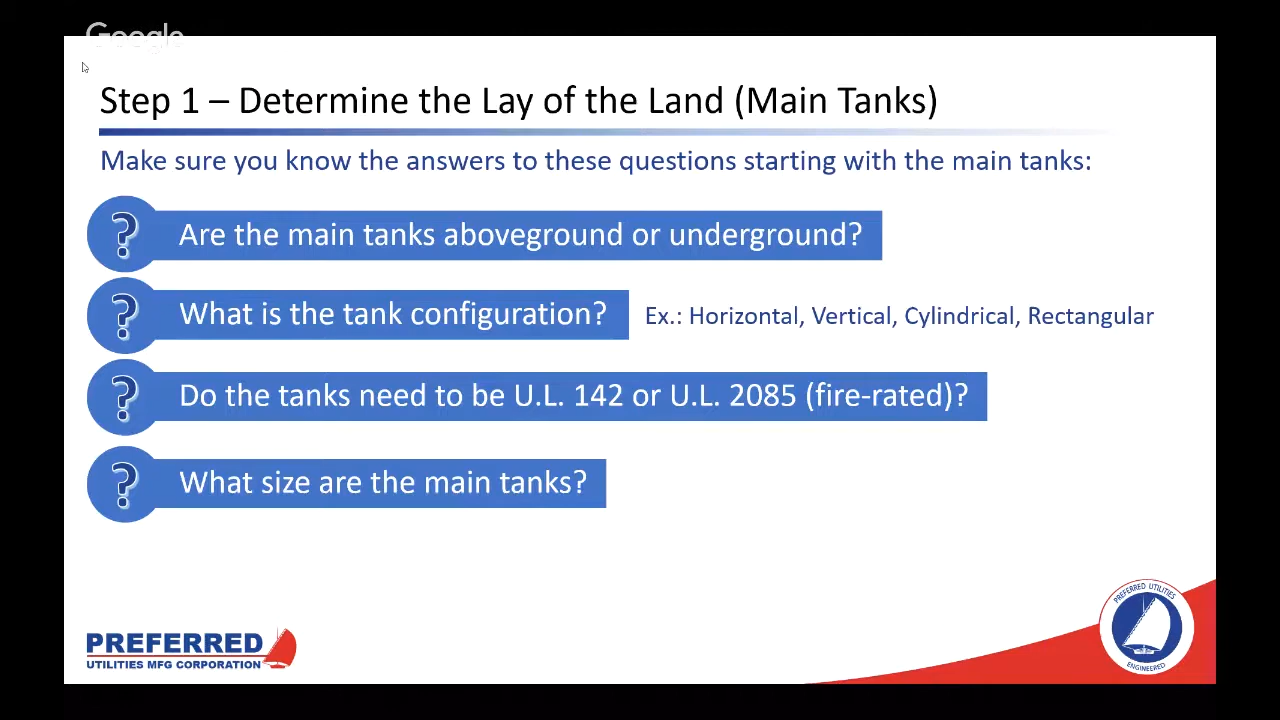 Google
Step 1 – Determine the Lay of the Land (Main Tanks)
Make sure you know the answers to these questions starting with the main tanks:
? Are the main tanks aboveground or underground?
? What is the tank configuration? Ex.: Horizontal, Vertical, Cylindrical, Rectangular
? Do the tanks need to be U.L. 142 or U.L. 2085 (fire-rated)?
? What size are the main tanks?
PREFERRED
UTILITIES MFG CORPORATION
PREFERRED UTILITIES
ENGINEERED